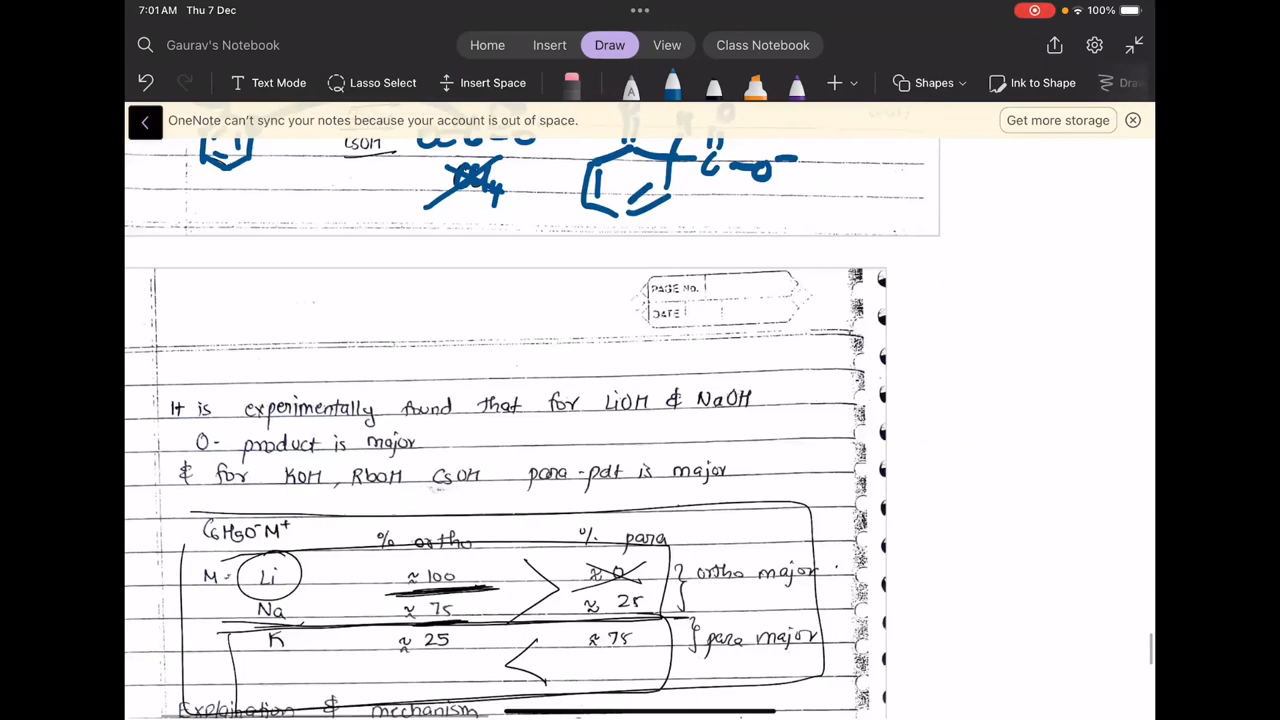 7:01 AM Thu 7 Dec
100%
Gaurav's Notebook
Home Insert Draw View Class Notebook
Text Mode Lasso Select Insert Space Shapes Ink to Shape Draw
OneNote can't sync your notes because your account is out of space.
Get more storage
CsOH
C
O
CCl4
C - O-
PAGE NO.
DATE
It is experimentally found that for LiOH & NaOH
O- product is major
& for KOH, RbOH CsOH para-pdt is major
C6H5O-M+ % ortho % para
M = Li ≈ 100 ≈ 0 } ortho major
Na ≈ 75 ≈ 25
K ≈ 25 ≈ 75 } para major
Explaination & mechanism